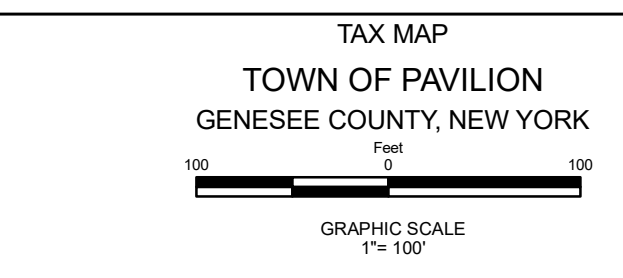 TAX MAP
TOWN OF PAVILION
GENESEE COUNTY, NEW YORK
Feet
100 0 100
GRAPHIC SCALE
1"= 100'